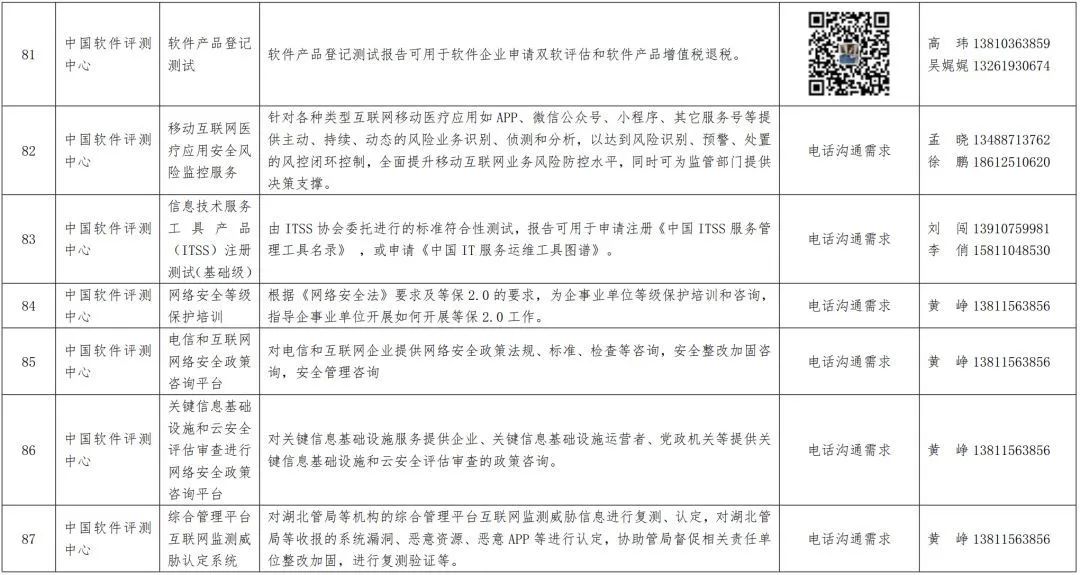 81
中国软件评测
中心
软件产品登记
测试
软件产品登记测试报告可用于软件企业申请双软评估和软件产品增值税退税。
高 玮 13810363859
吴娓娓 13261930674
82
中国软件评测
中心
移动互联网医
疗应用安全风
险监控服务
针对各种类型互联网移动医疗应用如 APP、微信公众号、小程序、其它服务号等提
供主动、持续、动态的风险业务识别、侦测和分析，以达到风险识别、预警、处置
的风控闭环控制，全面提升移动互联网业务风险防控水平，同时可为监管部门提供
决策支撑。
电话沟通需求
孟 晓 13488713762
徐 鹏 18612510620
83
中国软件评测
中心
信息技术服务
工具产品
（ITSS）注册
测试(基础级)
由 ITSS 协会委托进行的标准符合性测试，报告可用于申请注册《中国 ITSS 服务管
理工具名录》 ，或申请《中国 IT 服务运维工具图谱》。
电话沟通需求
刘 闯 13910759981
李 俏 15811048530
84
中国软件评测
中心
网络安全等级
保护培训
根据《网络安全法》要求及等保 2.0 的要求，为企事业单位等级保护培训和咨询，
指导企事业单位开展如何开展等保 2.0 工作。
电话沟通需求
黄 峥 13811563856
85
中国软件评测
中心
电信和互联网
网络安全政策
咨询平台
对电信和互联网企业提供网络安全政策法规、标准、检查等咨询，安全整改加固咨
询，安全管理咨询
电话沟通需求
黄 峥 13811563856
86
中国软件评测
中心
关键信息基础
设施和云安全
评估审查进行
网络安全政策
咨询平台
对关键信息基础设施服务提供企业、关键信息基础设施运营者、党政机关等提供关
键信息基础设施和云安全评估审查的政策咨询。
电话沟通需求
黄 峥 13811563856
87
中国软件评测
中心
综合管理平台
互联网监测威
胁认定系统
对湖北管局等机构的综合管理平台互联网监测威胁信息进行复测、认定，对湖北管
局等收报的系统漏洞、恶意资源、恶意 APP 等进行认定，协助管局督促相关责任单
位整改加固，进行复测验证等。
电话沟通需求
黄 峥 13811563856